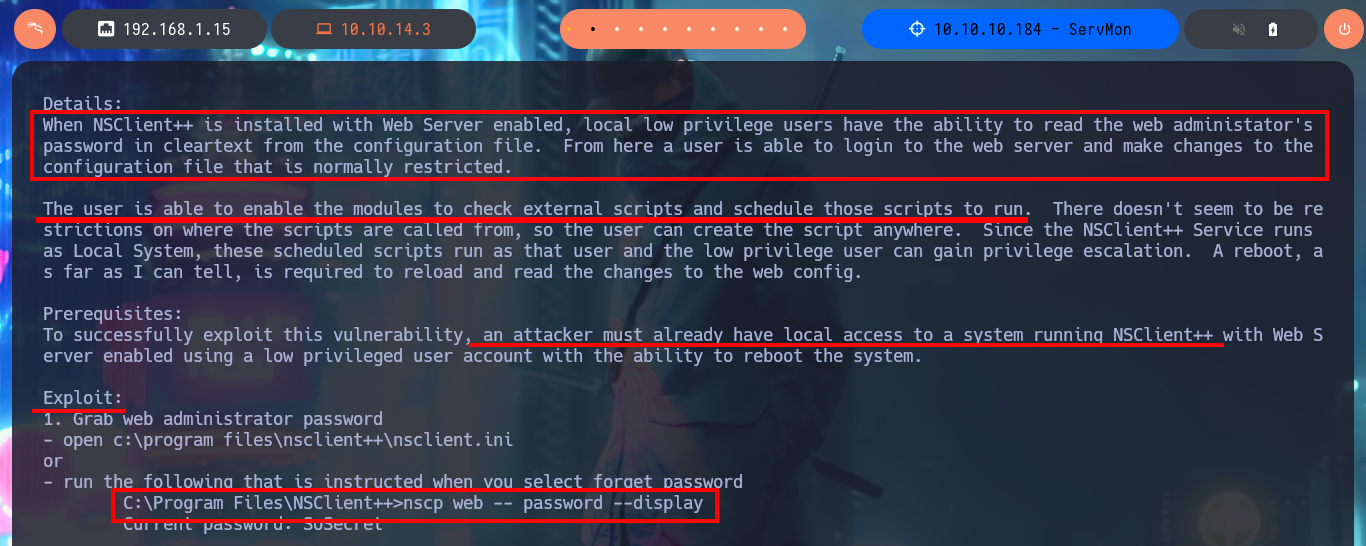 192.168.1.15
10.10.14.3
10.10.10.184 - ServMon
Details:
When NSClient++ is installed with Web Server enabled, local low privilege users have the ability to read the web administator's
password in cleartext from the configuration file.  From here a user is able to login to the web server and make changes to the
configuration file that is normally restricted.
The user is able to enable the modules to check external scripts and schedule those scripts to run.  There doesn't seem to be re
strictions on where the scripts are called from, so the user can create the script anywhere.  Since the NSClient++ Service runs
as Local System, these scheduled scripts run as that user and the low privilege user can gain privilege escalation.  A reboot, a
s far as I can tell, is required to reload and read the changes to the web config.
Prerequisites:
To successfully exploit this vulnerability, an attacker must already have local access to a system running NSClient++ with Web S
erver enabled using a low privileged user account with the ability to reboot the system.
Exploit:
1. Grab web administrator password
- open c:\program files\nsclient++\nsclient.ini
or
- run the following that is instructed when you select forget password
C:\Program Files\NSClient++>nscp web -- password --display
Current password: SoSecret